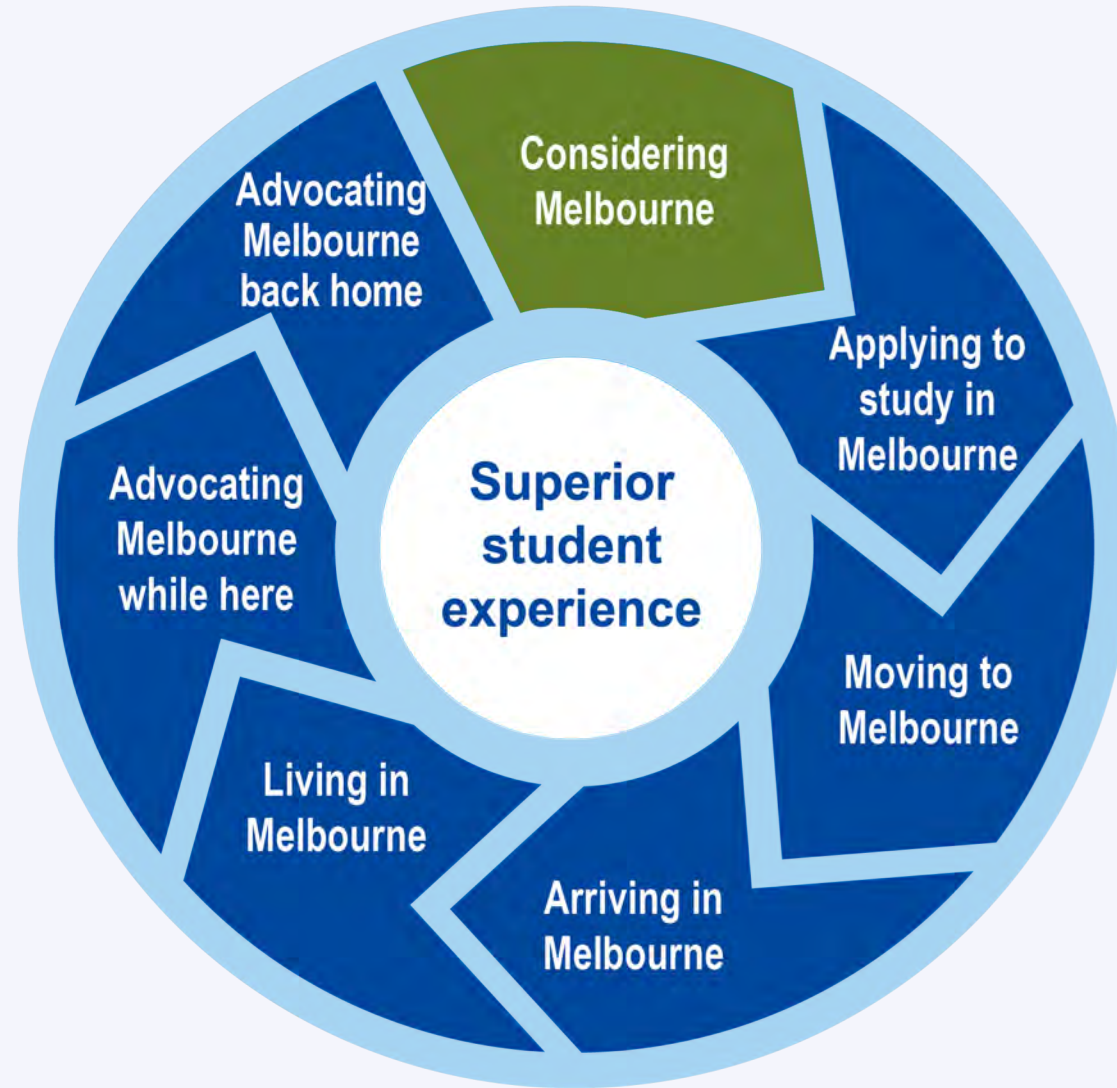 Considering
Melbourne
Applying to
study in
Melbourne
Moving to
Melbourne
Arriving in
Melbourne
Living in
Melbourne
Advocating
Melbourne
while here
Advocating
Melbourne
back home
Superior
student
experience